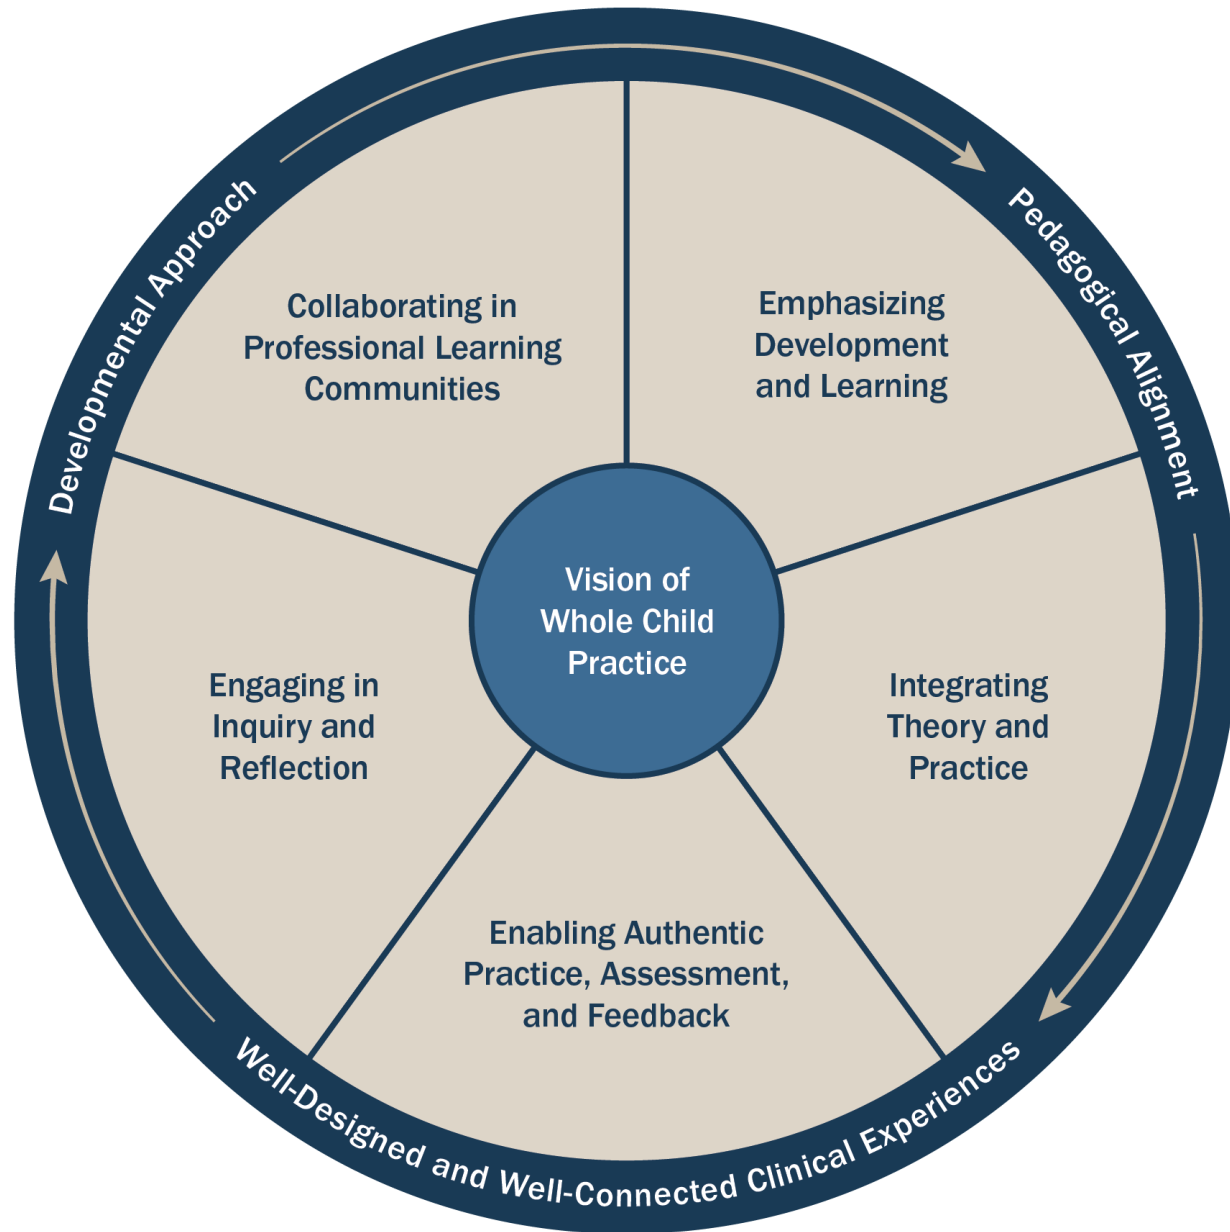 Developmental Approach
Pedagogical Alignment
Collaborating in
Professional Learning
Communities
Emphasizing
Development
and Learning
Vision of
Whole Child
Practice
Engaging in
Inquiry and
Reflection
Integrating
Theory and
Practice
Enabling Authentic
Practice, Assessment,
and Feedback
Well-Designed and Well-Connected Clinical Experiences